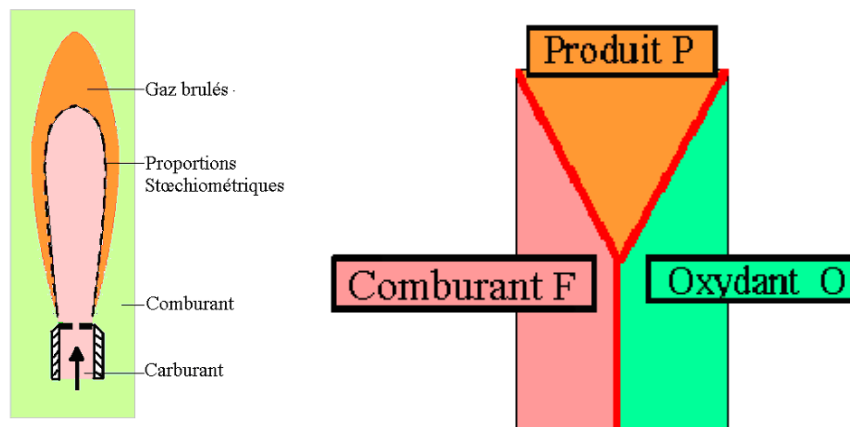 Gaz brulés
Proportions
Stœchiométriques
Comburant
Carburant
Produit P
Comburant F
Oxydant O